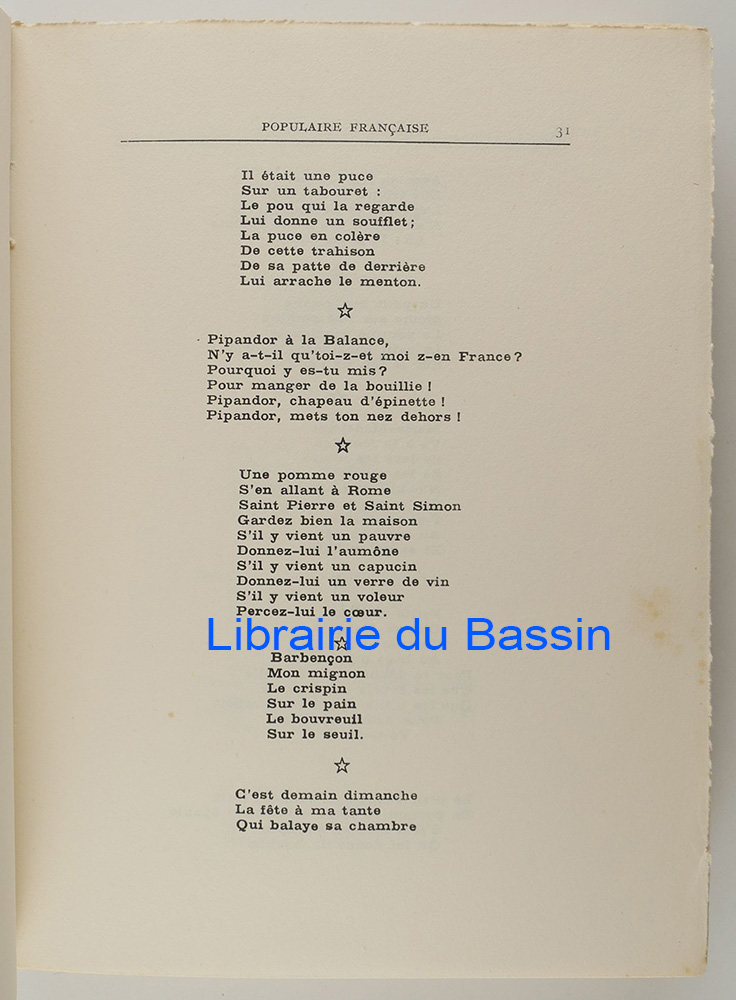 POPULAIRE FRANÇAISE 31
Il était une puce
Sur un tabouret :
Le pou qui la regarde
Lui donne un soufflet;
La puce en colère
De cette trahison
De sa patte de derrière
Lui arrache le menton.
Pipandor à la Balance,
N'y a-t-il qu'toi-z-et moi z-en France?
Pourquoi y es-tu mis?
Pour manger de la bouillie !
Pipandor, chapeau d'épinette !
Pipandor, mets ton nez dehors !
Une pomme rouge
S'en allant à Rome
Saint Pierre et Saint Simon
Gardez bien la maison
S'il y vient un pauvre
Donnez-lui l'aumône
S'il y vient un capucin
Donnez-lui un verre de vin
S'il y vient un voleur
Percez-lui le cœur.
Librairie du Bassin
Barbençon
Mon mignon
Le crispin
Sur le pain
Le bouvreuil
Sur le seuil.
C'est demain dimanche
La fête à ma tante
Qui balaye sa chambre